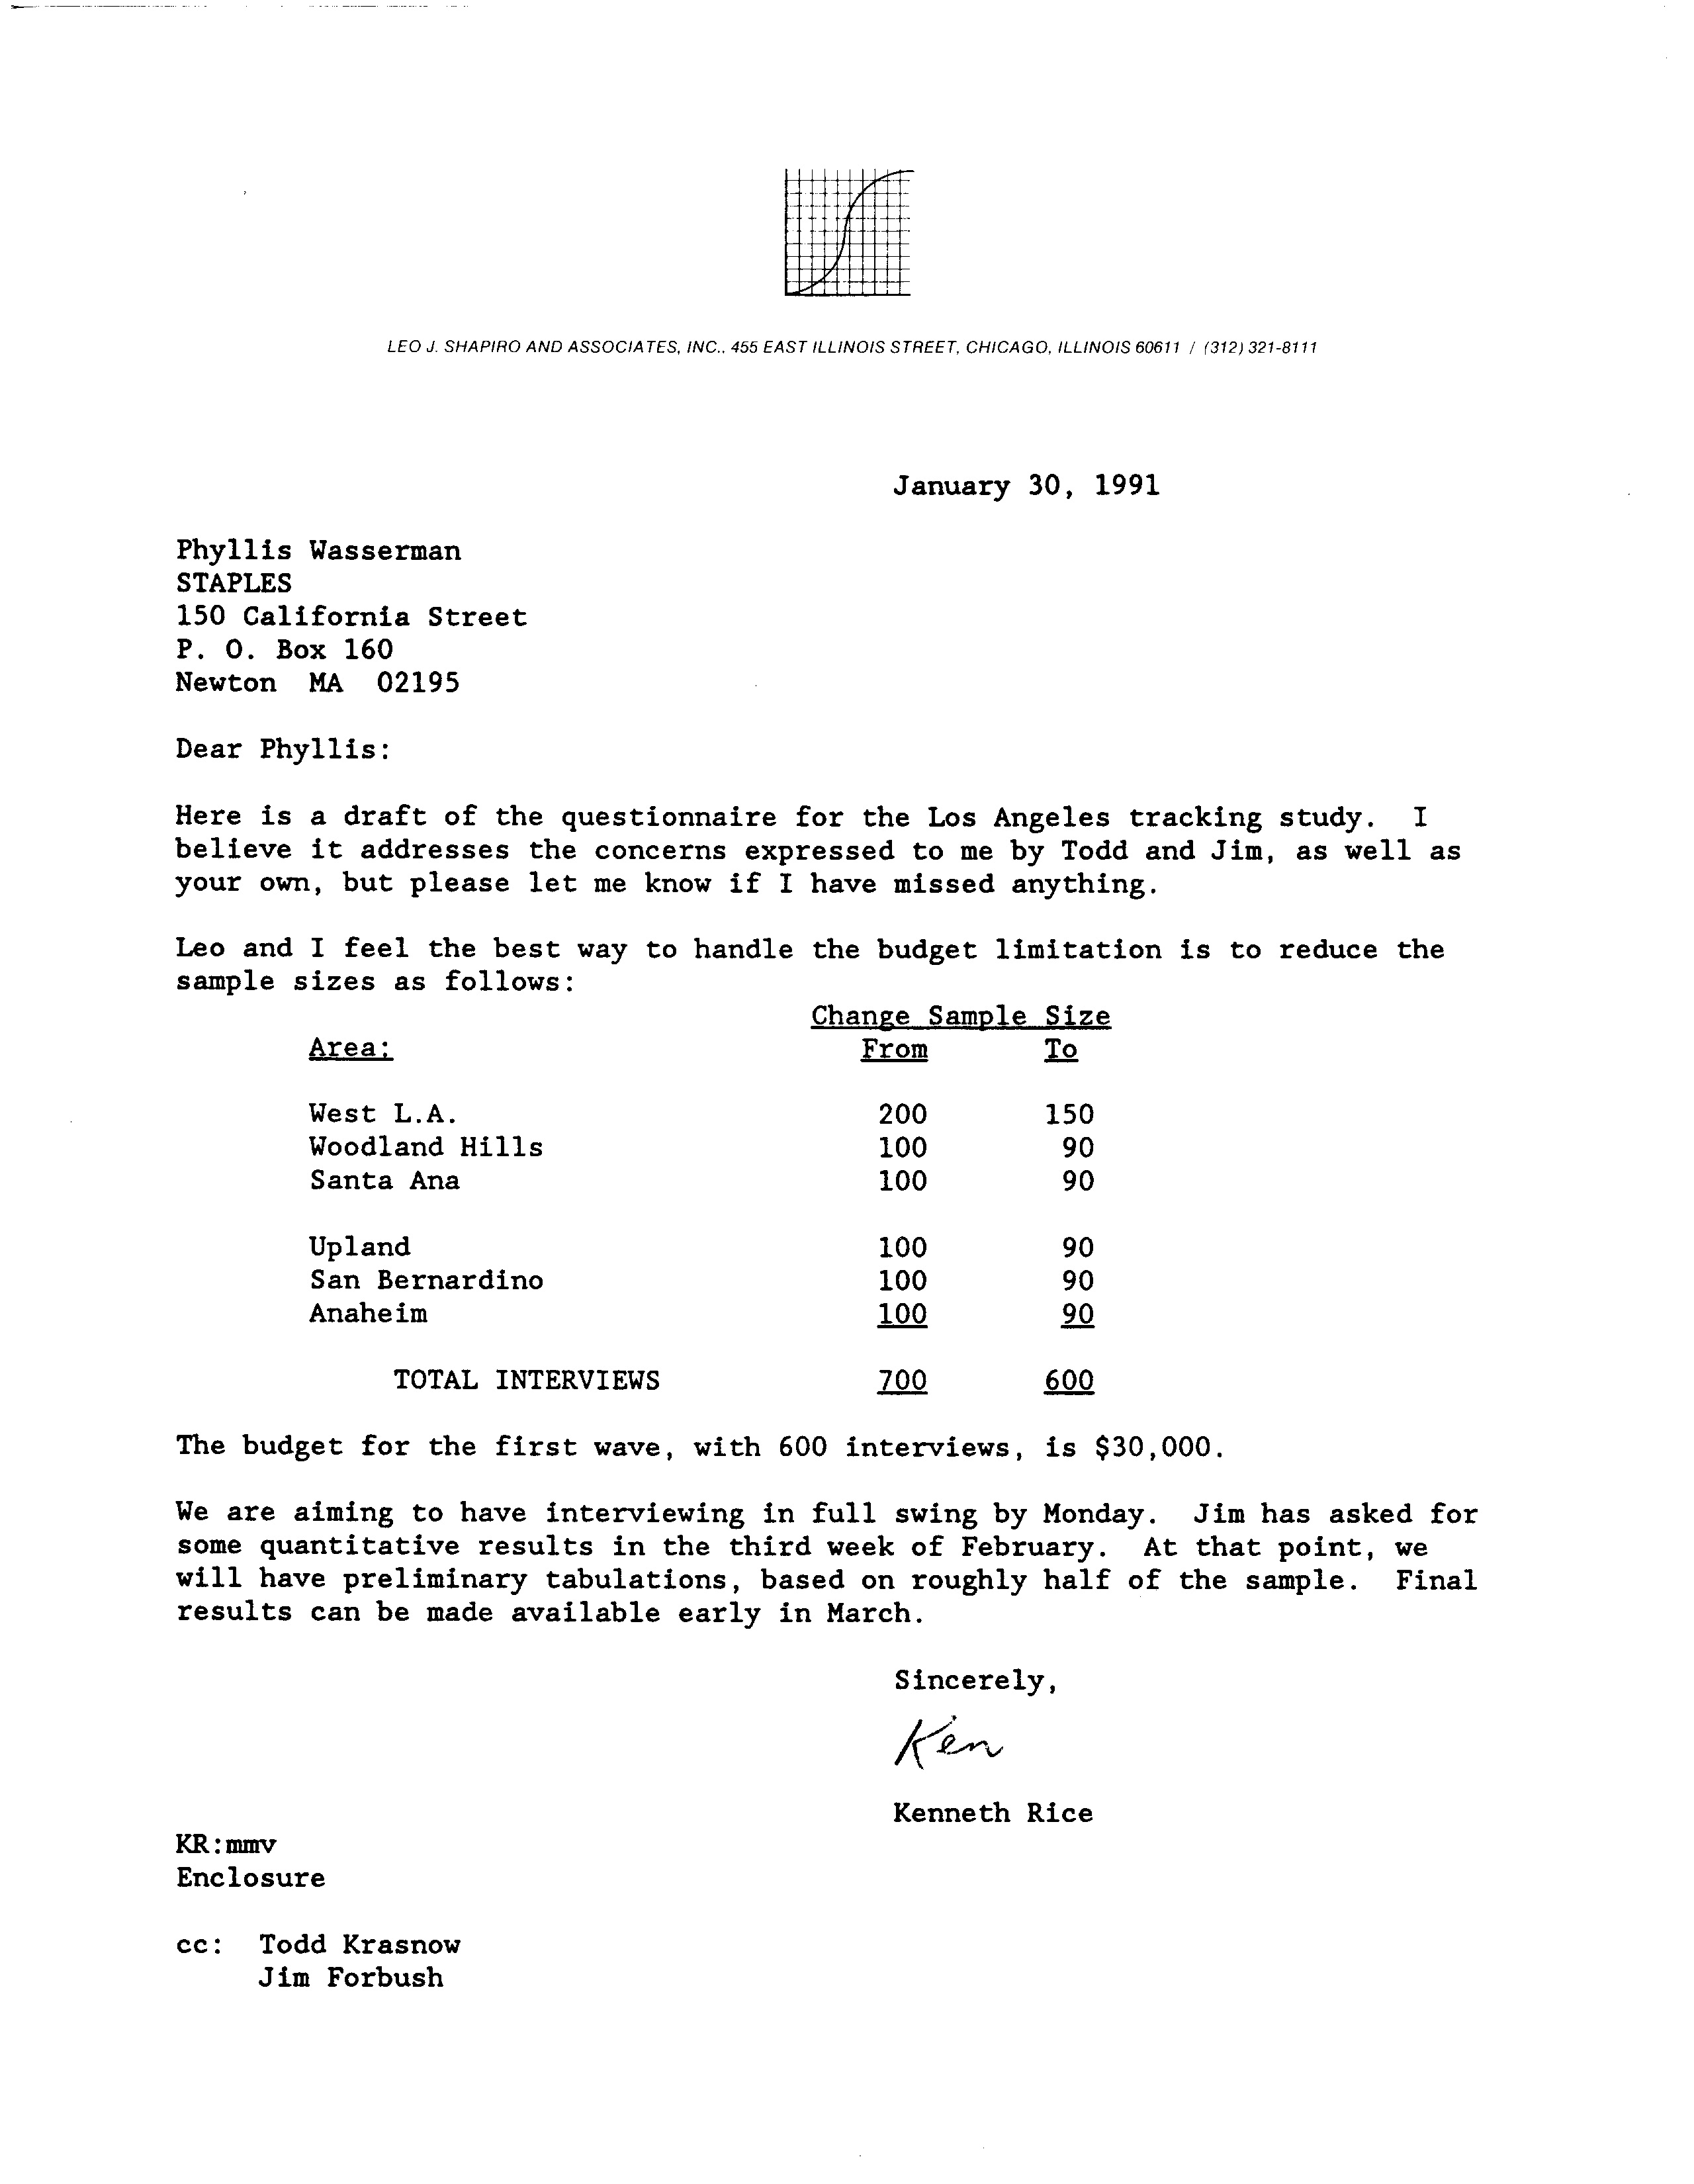 LEO J. SHAPIRO AND ASSOCIATES, INC., 455 EAST ILLINOIS STREET, CHICAGO, ILLINOIS 60611 / (312) 321-8111
January 30, 1991
Phyllis Wasserman
STAPLES
150 California Street
P. O. Box 160
Newton MA 02195
Dear Phyllis:
Here is a draft of the questionnaire for the Los Angeles tracking study. I
believe it addresses the concerns expressed to me by Todd and Jim, as well as
your own, but please let me know if I have missed anything.
Leo and I feel the best way to handle the budget limitation is to reduce the
sample sizes as follows:
Change Sample Size
Area: From To
West L.A. 200 150
Woodland Hills 100 90
Santa Ana 100 90
Upland 100 90
San Bernardino 100 90
Anaheim 100 90
TOTAL INTERVIEWS 700 600
The budget for the first wave, with 600 interviews, is $30,000.
We are aiming to have interviewing in full swing by Monday. Jim has asked for
some quantitative results in the third week of February. At that point, we
will have preliminary tabulations, based on roughly half of the sample. Final
results can be made available early in March.
Sincerely,
Ken
Kenneth Rice
KR:mmv
Enclosure
cc: Todd Krasnow
Jim Forbush